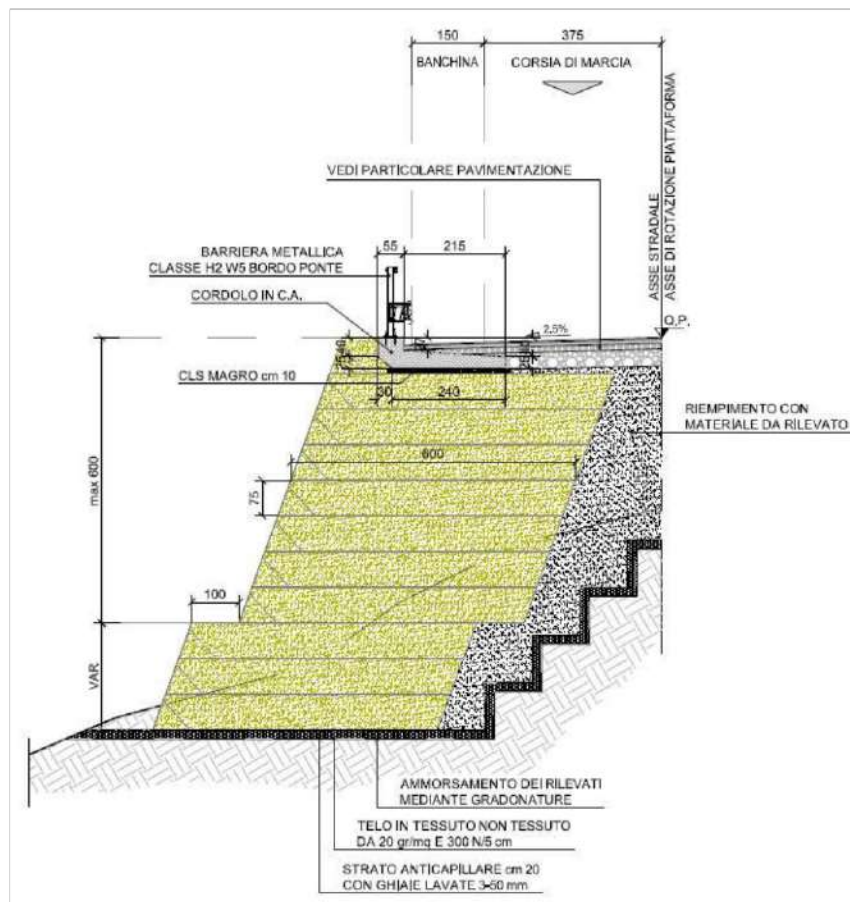 150
375
BANCHINA
CORSIA DI MARCIA
VEDI PARTICOLARE PAVIMENTAZIONE
ASSE STRADALE
ASSE DI ROTAZIONE PIATTAFORMA
BARRIERA METALLICA
CLASSE H2 W5 BORDO PONTE
55
215
CORDOLO IN C.A.
2,5%
Q.P.
CLS MAGRO cm 10
30
240
RIEMPIMENTO CON
MATERIALE DA RILEVATO
600
75
max 600
100
VAR.
AMMORSAMENTO DEI RILEVATI
MEDIANTE GRADONATURE
TELO IN TESSUTO NON TESSUTO
DA 20 gr/mq E 300 N/5 cm
STRATO ANTICAPILLARE cm 20
CON GHIAIE LAVATE 3-50 mm